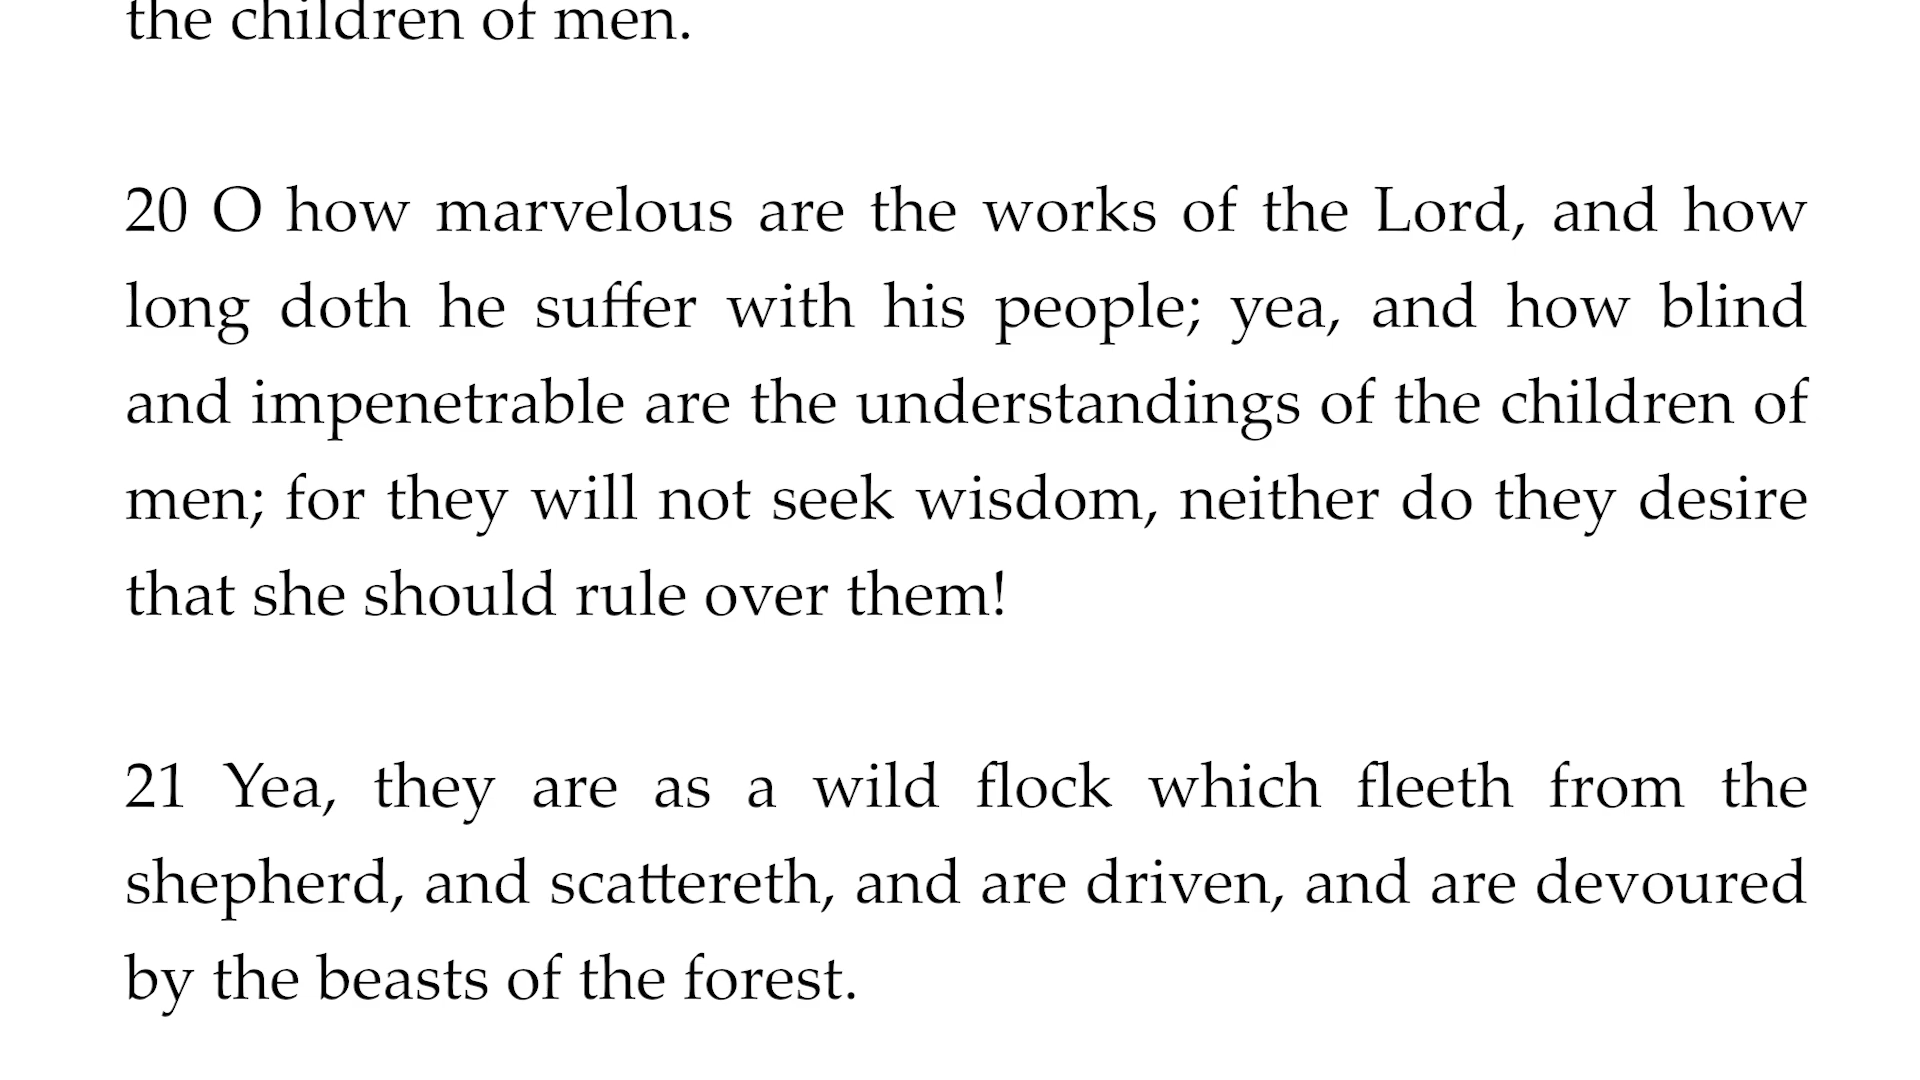 the children of men.
20 O how marvelous are the works of the Lord, and how
long doth he suffer with his people; yea, and how blind
and impenetrable are the understandings of the children of
men; for they will not seek wisdom, neither do they desire
that she should rule over them!
21 Yea, they are as a wild flock which fleeth from the
shepherd, and scattereth, and are driven, and are devoured
by the beasts of the forest.